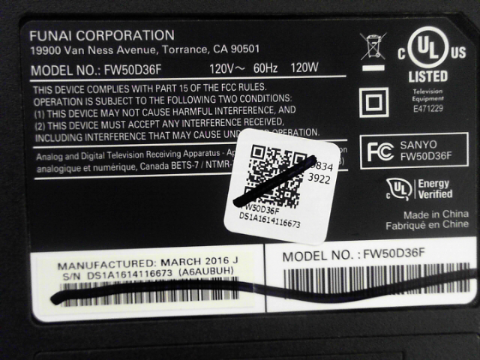 FUNAI CORPORATION
19900 Van Ness Avenue, Torrance, CA 90501
MODEL NO.: FW50D36F 120V~ 60Hz 120W
THIS DEVICE COMPLIES WITH PART 15 OF THE FCC RULES.
OPERATION IS SUBJECT TO THE FOLLOWING TWO CONDITIONS:
(1) THIS DEVICE MAY NOT CAUSE HARMFUL INTERFERENCE, AND
(2) THIS DEVICE MUST ACCEPT ANY INTERFERENCE RECEIVED,
INCLUDING INTERFERENCE THAT MAY CAUSE
Analog and Digital Television Receiving Apparatus
analogique et numérique, Canada BETS-7 / NTMR
c UL US
LISTED
Television
Equipment
E471229
FC SANYO
FW50D36F
c UL Energy
Verified
Made in China
Fabriqué en China
9834
3922
FW50D36F
DS1A1614116673
MANUFACTURED: MARCH 2016 J
S/N DS1A1614116673 (A6AUBUH)
MODEL NO.: FW50D36F